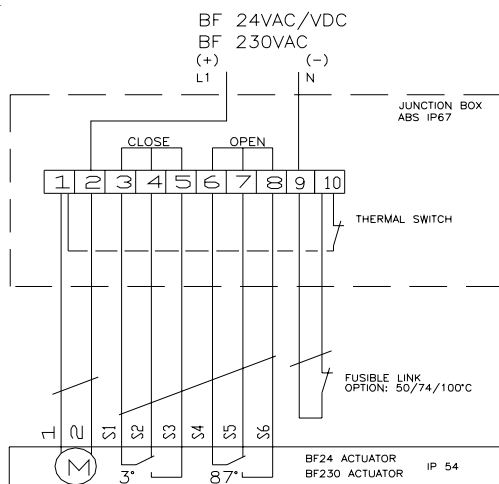 BF 24VAC/VDC
BF 230VAC
(+) (-)
L1 N
JUNCTION BOX
ABS IP67
CLOSE OPEN
1 2 3 4 5 6 7 8 9 10
THERMAL SWITCH
FUSIBLE LINK
OPTION: 50/74/100°C
1 2 S1 S2 S3 S4 S5 S6
M
3° 87°
BF24 ACTUATOR
BF230 ACTUATOR
IP 54